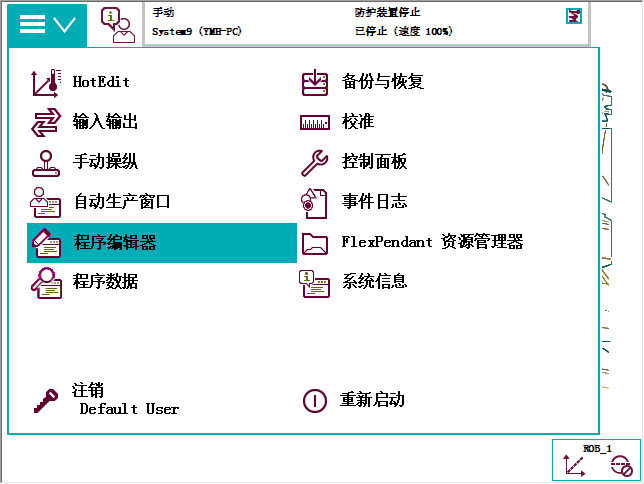 手动
防护装置停止
System9 (YMH-PC)
已停止 (速度 100%)
HotEdit
备份与恢复
输入输出
校准
手动操纵
控制面板
自动生产窗口
事件日志
程序编辑器
FlexPendant 资源管理器
程序数据
系统信息
注销
Default User
重新启动
ROB_1